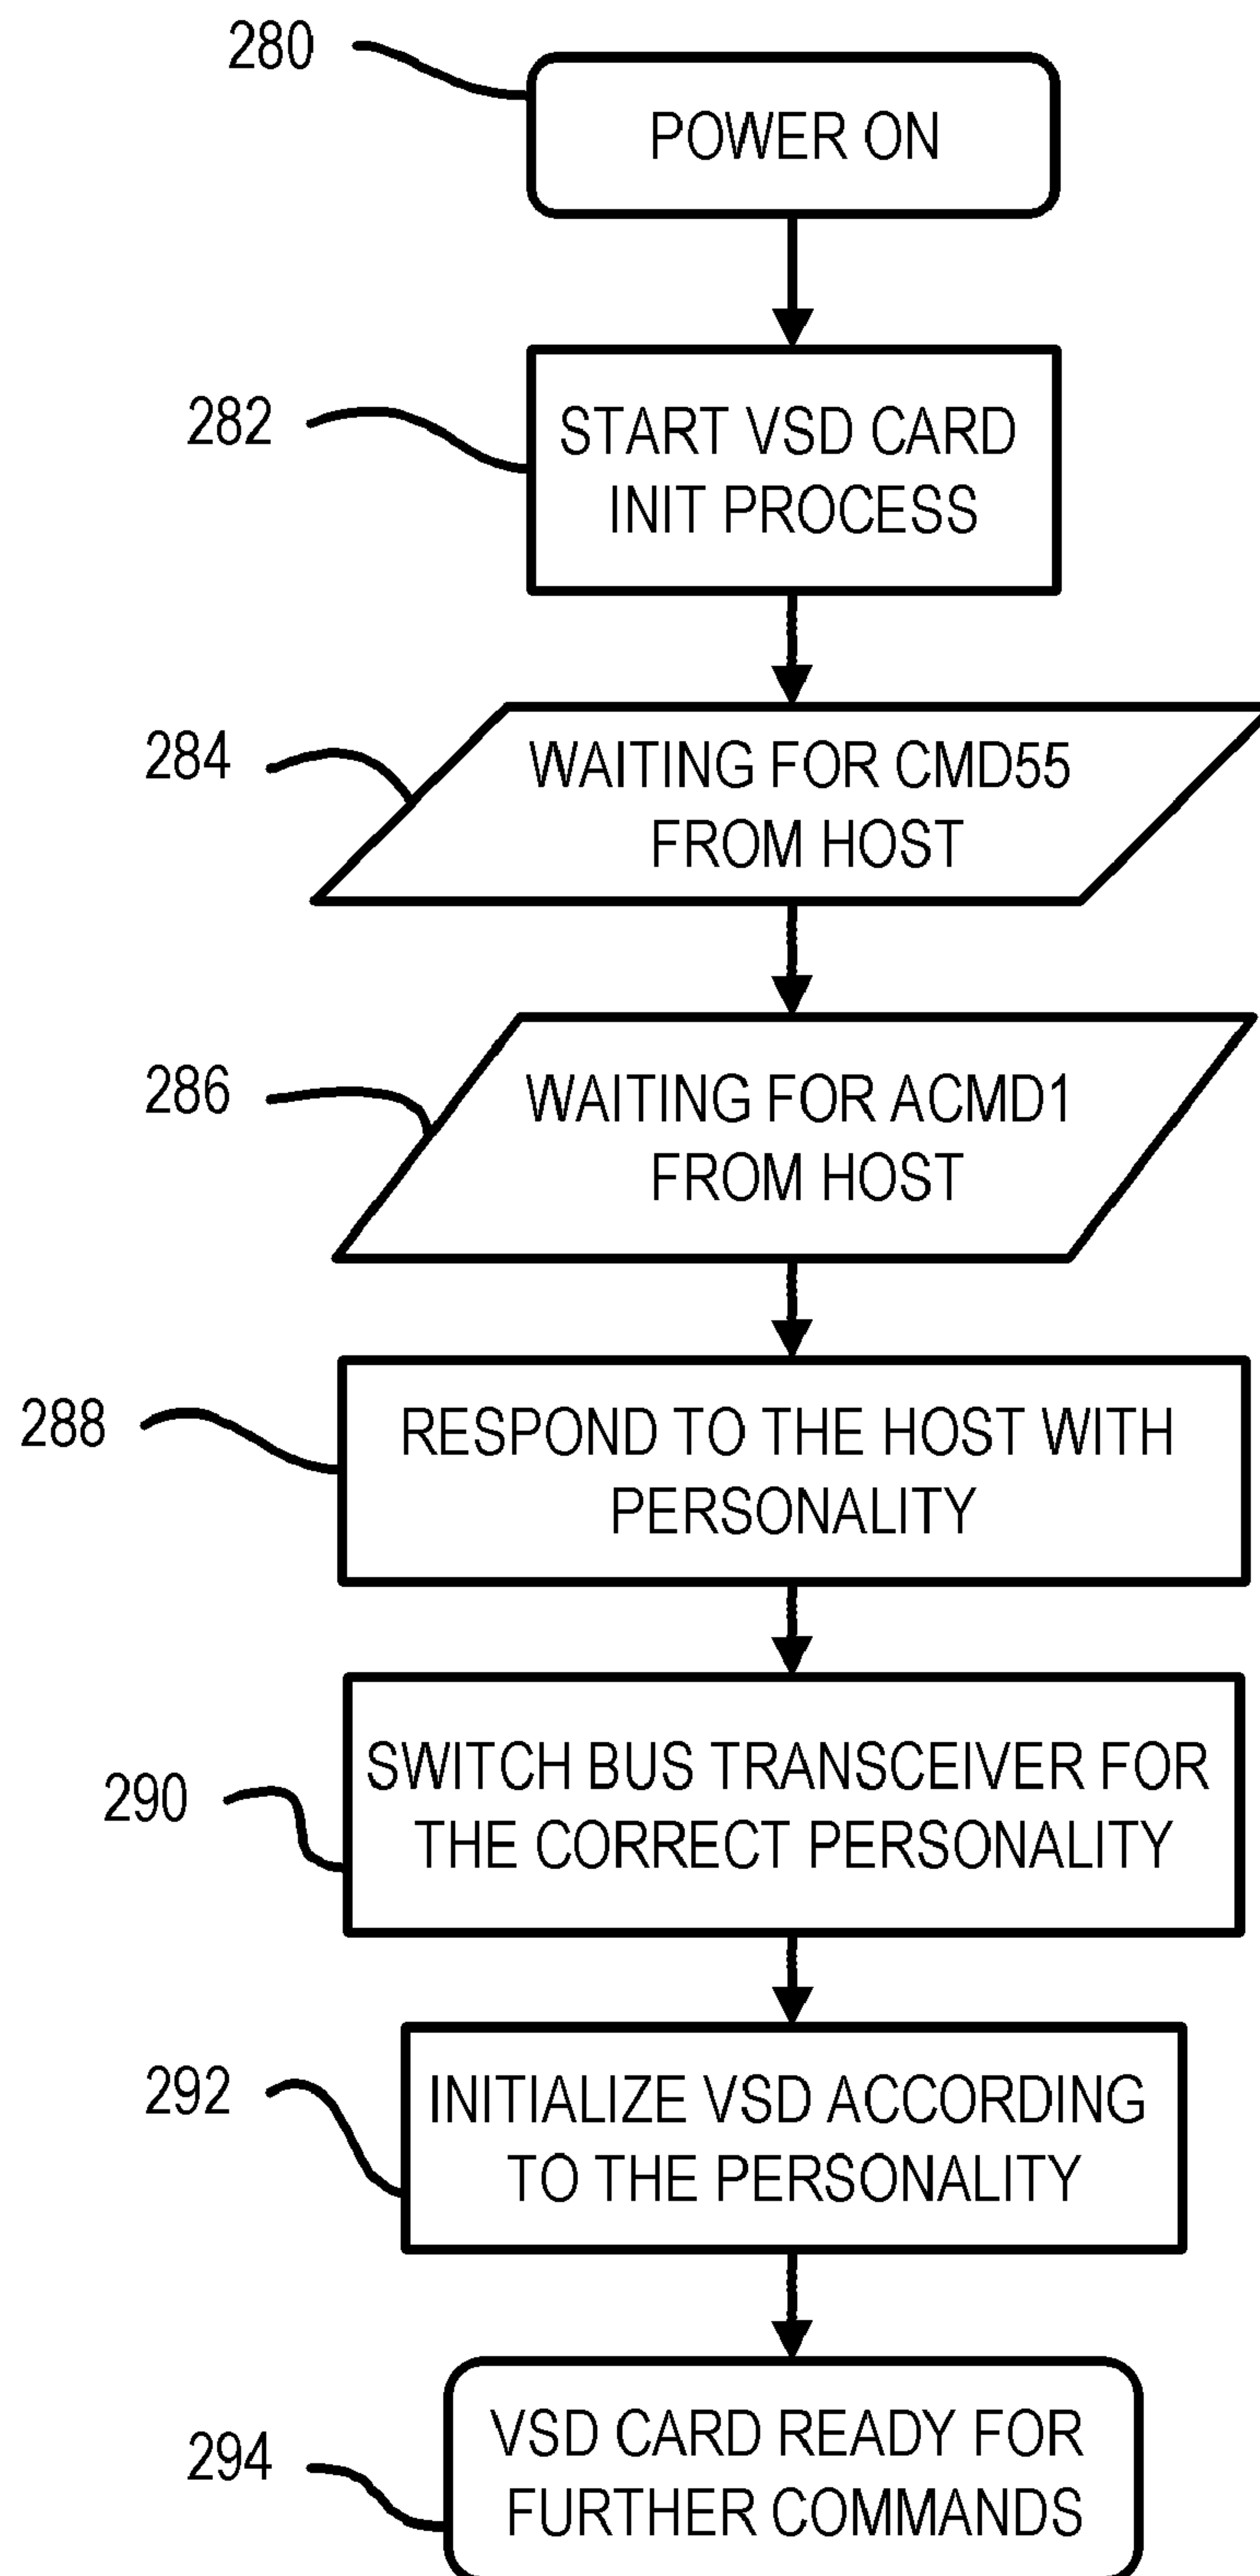 280
POWER ON
282
START VSD CARD
INIT PROCESS
284
WAITING FOR CMD55
FROM HOST
286
WAITING FOR ACMD1
FROM HOST
288
RESPOND TO THE HOST WITH
PERSONALITY
290
SWITCH BUS TRANSCEIVER FOR
THE CORRECT PERSONALITY
292
INITIALIZE VSD ACCORDING
TO THE PERSONALITY
294
VSD CARD READY FOR
FURTHER COMMANDS